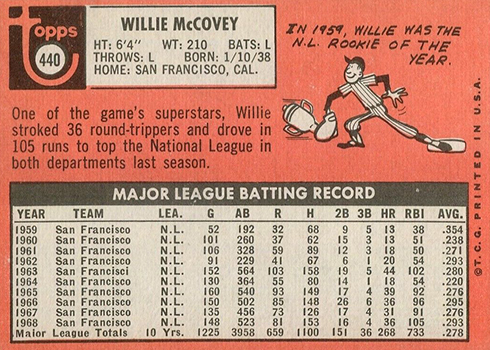 Topps
440
WILLIE McCOVEY
HT: 6'4" WT: 210 BATS: L
THROWS: L BORN: 1/10/38
HOME: SAN FRANCISCO, CAL.
IN 1959, WILLIE WAS THE
N.L. ROOKIE OF THE
YEAR.
One of the game's superstars, Willie
stroked 36 round-trippers and drove in
105 runs to top the National League in
both departments last season.
©T.C.G. PRINTED IN U.S.A.
MAJOR LEAGUE BATTING RECORD
YEAR TEAM LEA. G AB R H 2B 3B HR RBI AVG.
1959 San Francisco N.L. 52 192 32 68 9 5 13 38 .354
1960 San Francisco N.L. 101 260 37 62 15 3 13 51 .238
1961 San Francisco N.L. 106 328 59 89 12 3 18 50 .271
1962 San Francisco N.L. 91 229 41 67 6 1 20 54 .293
1963 San Francisco N.L. 152 564 103 158 19 5 44 102 .280
1964 San Francisco N.L. 130 364 55 80 14 1 18 54 .220
1965 San Francisco N.L. 160 540 93 149 17 4 39 92 .276
1966 San Francisco N.L. 150 502 85 148 26 6 36 96 .295
1967 San Francisco N.L. 135 456 73 126 17 4 31 91 .276
1968 San Francisco N.L. 148 523 81 153 16 4 36 105 .293
Major League Totals 10 Yrs. 1225 3958 659 1100 151 36 268 733 .278